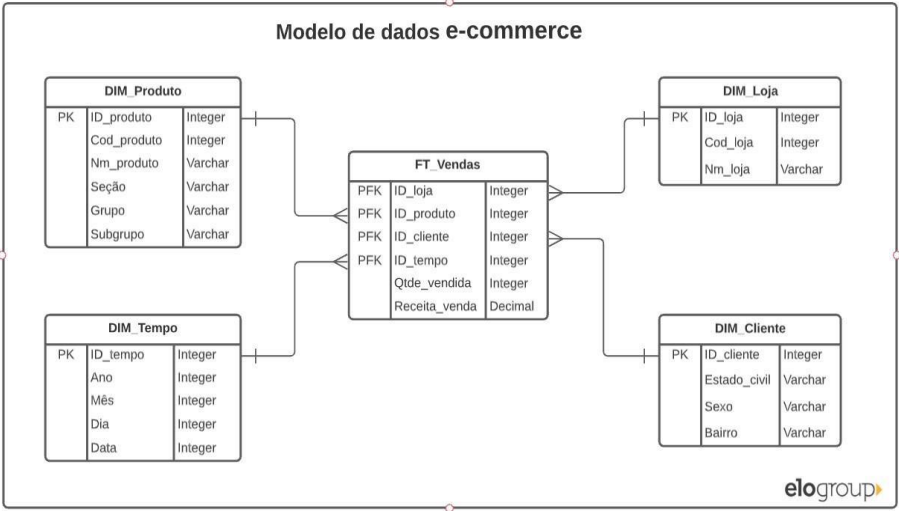 Modelo de dados e-commerce
DIM_Produto
PK ID_produto Integer
Cod_produto Integer
Nm_produto Varchar
Seção Varchar
Grupo Varchar
Subgrupo Varchar
DIM_Tempo
PK ID_tempo Integer
Ano Integer
Mês Integer
Dia Integer
Data Integer
FT_Vendas
PFK ID_loja Integer
PFK ID_produto Integer
PFK ID_cliente Integer
PFK ID_tempo Integer
Qtde_vendida Integer
Receita_venda Decimal
DIM_Loja
PK ID_loja Integer
Cod_loja Integer
Nm_loja Varchar
DIM_Cliente
PK ID_cliente Integer
Estado_civil Varchar
Sexo Varchar
Bairro Varchar
elogroup